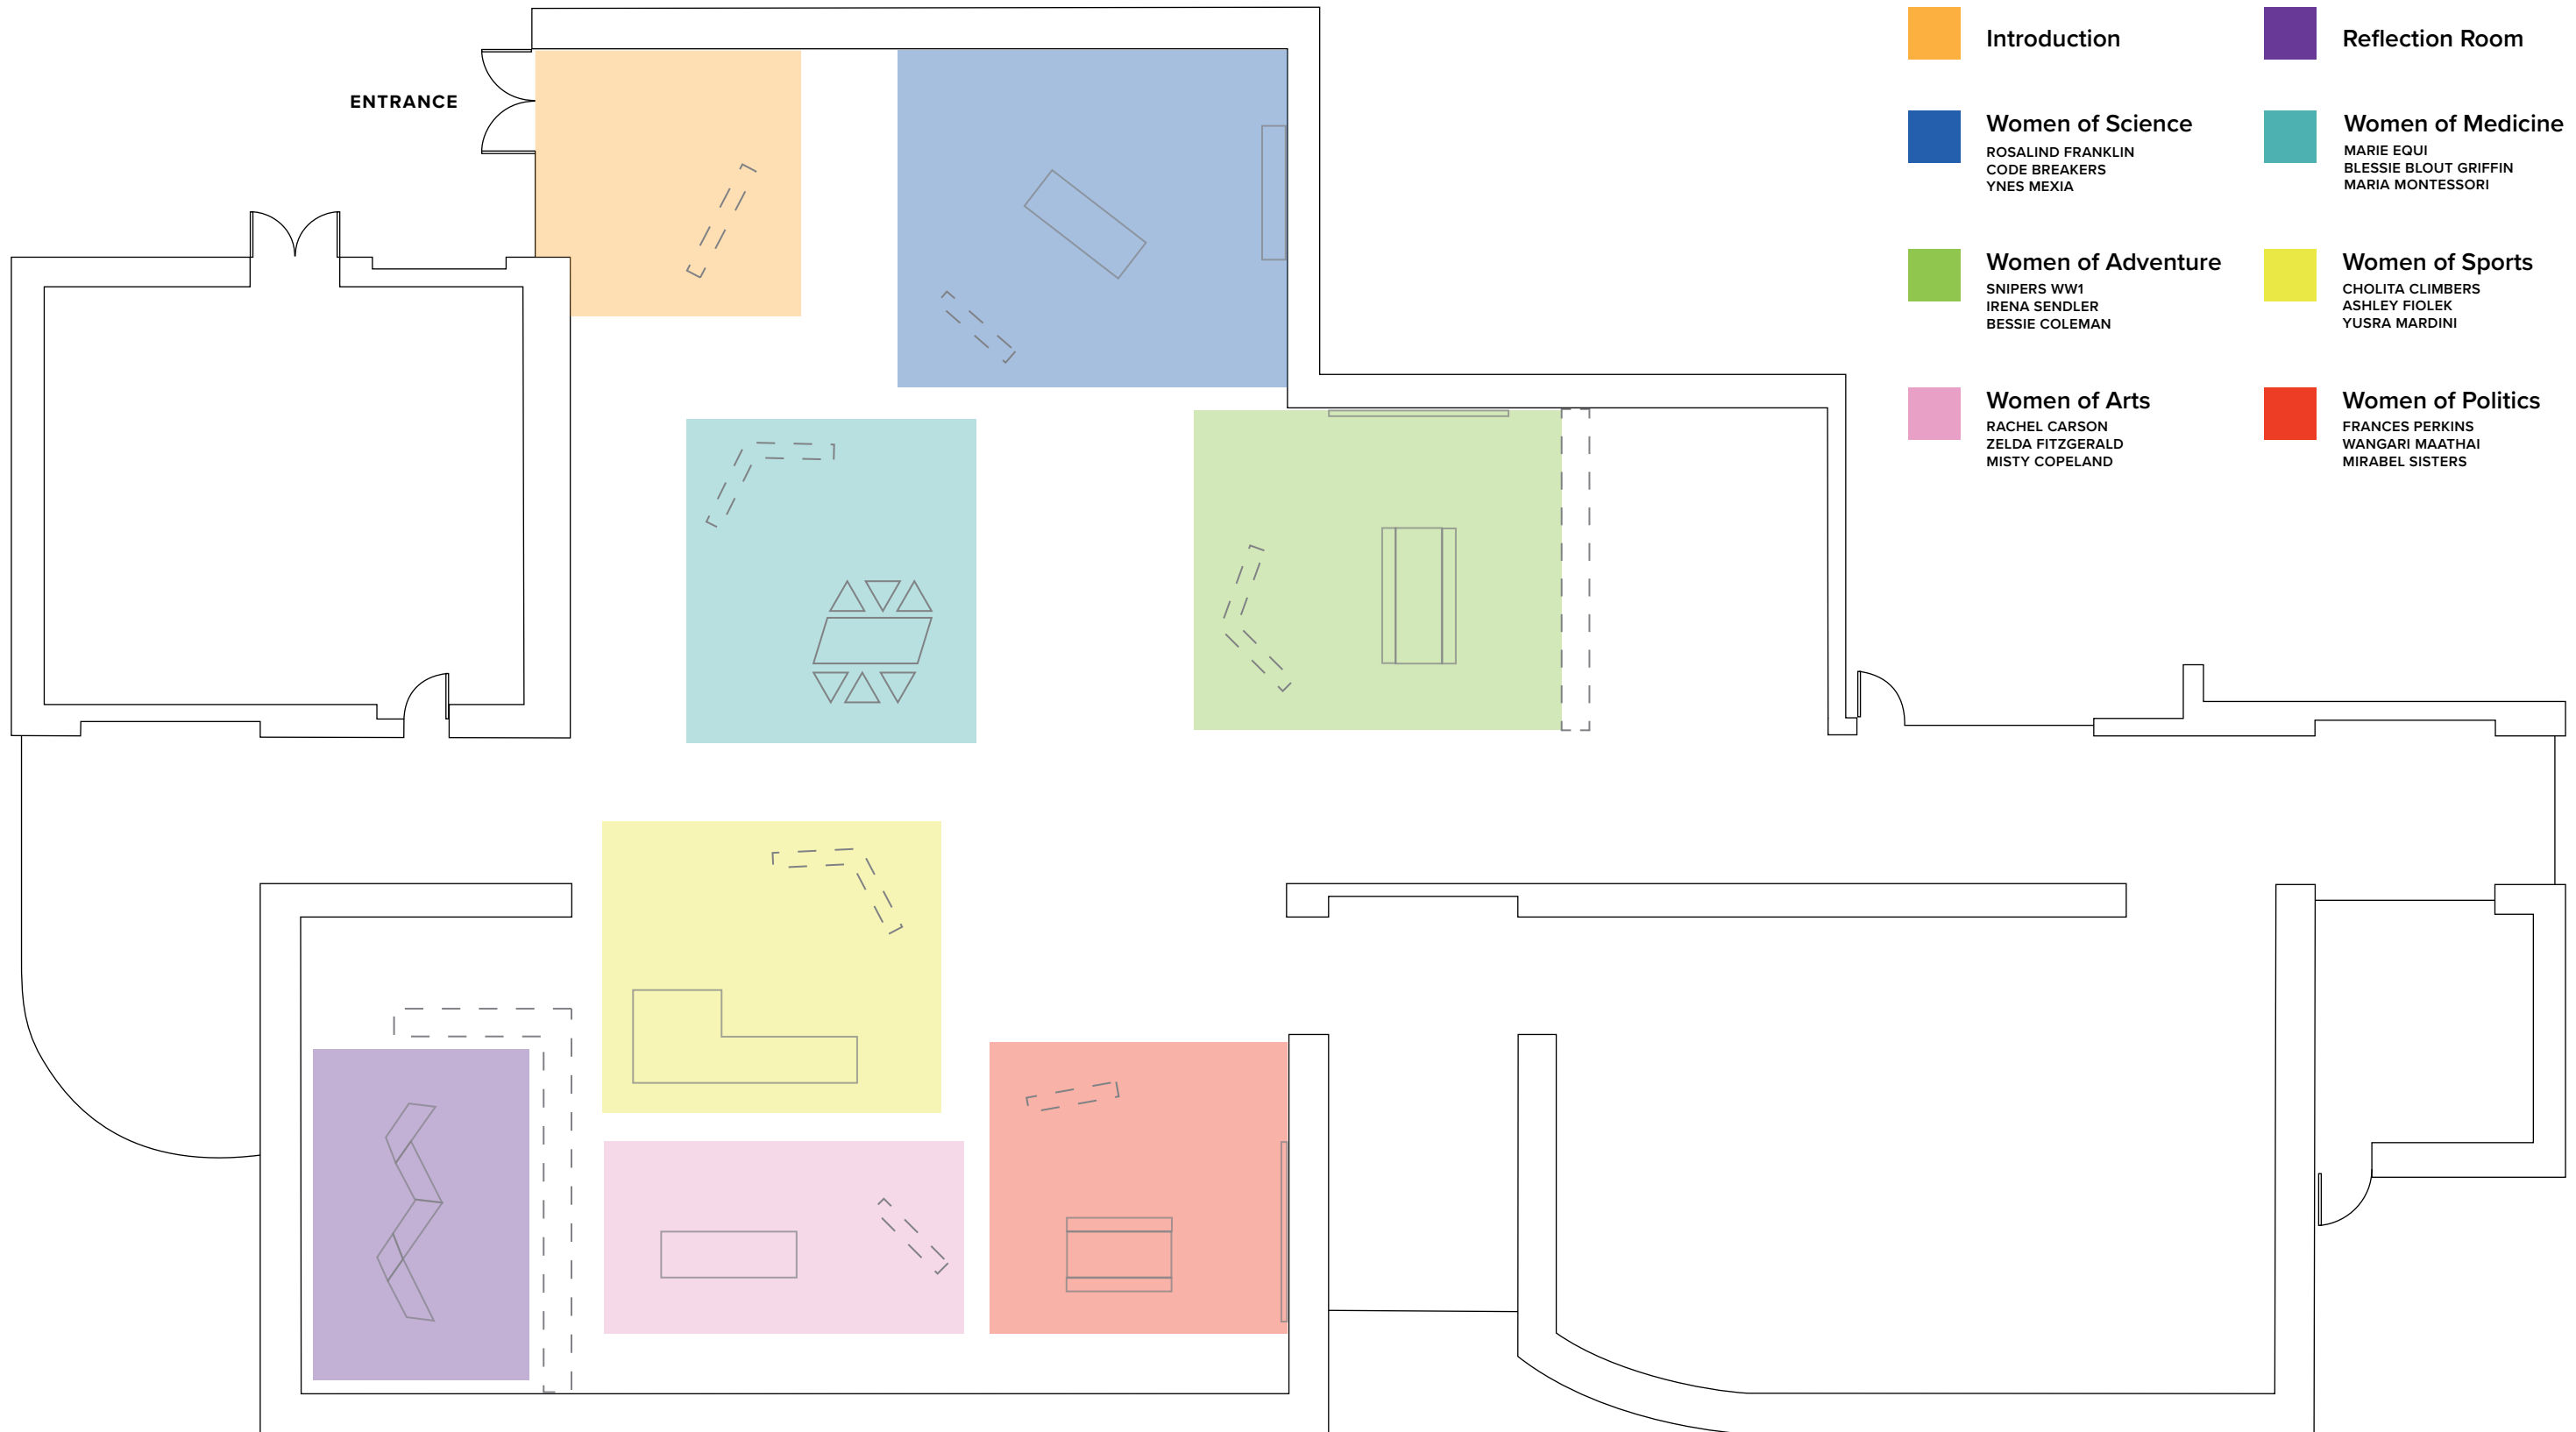 ENTRANCE
Introduction
Reflection Room
Women of Science
ROSALIND FRANKLIN
CODE BREAKERS
YNES MEXIA
Women of Medicine
MARIE EQUI
BLESSIE BLOUT GRIFFIN
MARIA MONTESSORI
Women of Adventure
SNIPERS WW1
IRENA SENDLER
BESSIE COLEMAN
Women of Sports
CHOLITA CLIMBERS
ASHLEY FIOLEK
YUSRA MARDINI
Women of Arts
RACHEL CARSON
ZELDA FITZGERALD
MISTY COPELAND
Women of Politics
FRANCES PERKINS
WANGARI MAATHAI
MIRABEL SISTERS